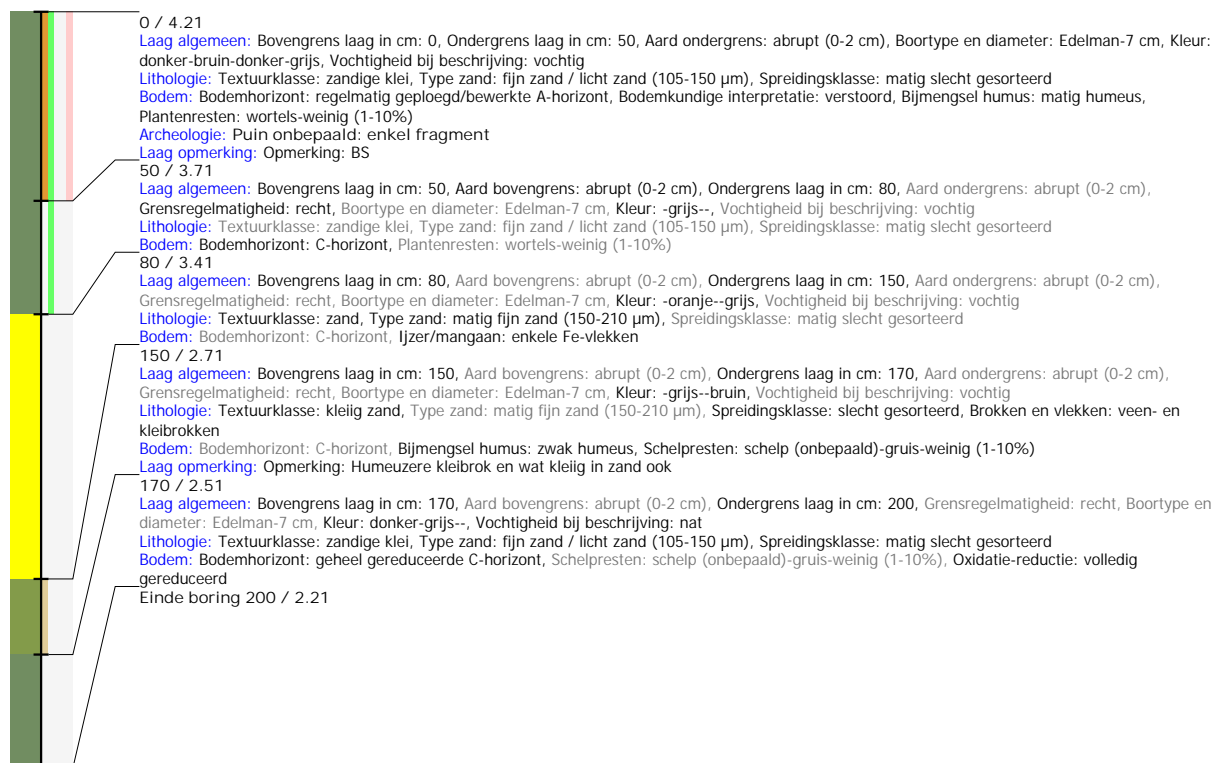 0 / 4.21
Laag algemeen: Bovengrens laag in cm: 0, Ondergrens laag in cm: 50, Aard ondergrens: abrupt (0-2 cm), Boortype en diameter: Edelman-7 cm, Kleur:
donker-bruin-donker-grijs, Vochtigheid bij beschrijving: vochtig
Lithologie: Textuurklasse: zandige klei, Type zand: fijn zand / licht zand (105-150 µm), Spreidingsklasse: matig slecht gesorteerd
Bodem: Bodemhorizont: regelmatig geploegd/bewerkte A-horizont, Bodemkundige interpretatie: verstoord, Bijmengsel humus: matig humeus,
Plantenresten: wortels-weinig (1-10%)
Archeologie: Puin onbepaald: enkel fragment
Laag opmerking: Opmerking: BS
50 / 3.71
Laag algemeen: Bovengrens laag in cm: 50, Aard bovengrens: abrupt (0-2 cm), Ondergrens laag in cm: 80, Aard ondergrens: abrupt (0-2 cm),
Grensregelmatigheid: recht, Boortype en diameter: Edelman-7 cm, Kleur: -grijs--, Vochtigheid bij beschrijving: vochtig
Lithologie: Textuurklasse: zandige klei, Type zand: fijn zand / licht zand (105-150 µm), Spreidingsklasse: matig slecht gesorteerd
Bodem: Bodemhorizont: C-horizont, Plantenresten: wortels-weinig (1-10%)
80 / 3.41
Laag algemeen: Bovengrens laag in cm: 80, Aard bovengrens: abrupt (0-2 cm), Ondergrens laag in cm: 150, Aard ondergrens: abrupt (0-2 cm),
Grensregelmatigheid: recht, Boortype en diameter: Edelman-7 cm, Kleur: -oranje--grijs, Vochtigheid bij beschrijving: vochtig
Lithologie: Textuurklasse: zand, Type zand: matig fijn zand (150-210 µm), Spreidingsklasse: matig slecht gesorteerd
Bodem: Bodemhorizont: C-horizont, Ijzer/mangaan: enkele Fe-vlekken
150 / 2.71
Laag algemeen: Bovengrens laag in cm: 150, Aard bovengrens: abrupt (0-2 cm), Ondergrens laag in cm: 170, Aard ondergrens: abrupt (0-2 cm),
Grensregelmatigheid: recht, Boortype en diameter: Edelman-7 cm, Kleur: -grijs--bruin, Vochtigheid bij beschrijving: vochtig
Lithologie: Textuurklasse: kleiig zand, Type zand: matig fijn zand (150-210 µm), Spreidingsklasse: slecht gesorteerd, Brokken en vlekken: veen- en
kleibrokken
Bodem: Bodemhorizont: C-horizont, Bijmengsel humus: zwak humeus, Schelpresten: schelp (onbepaald)-gruis-weinig (1-10%)
Laag opmerking: Opmerking: Humeuzere kleibrok en wat kleiig in zand ook
170 / 2.51
Laag algemeen: Bovengrens laag in cm: 170, Aard bovengrens: abrupt (0-2 cm), Ondergrens laag in cm: 200, Grensregelmatigheid: recht, Boortype en
diameter: Edelman-7 cm, Kleur: donker-grijs--, Vochtigheid bij beschrijving: nat
Lithologie: Textuurklasse: zandige klei, Type zand: fijn zand / licht zand (105-150 µm), Spreidingsklasse: matig slecht gesorteerd
Bodem: Bodemhorizont: geheel gereduceerde C-horizont, Schelpresten: schelp (onbepaald)-gruis-weinig (1-10%), Oxidatie-reductie: volledig
gereduceerd
Einde boring 200 / 2.21